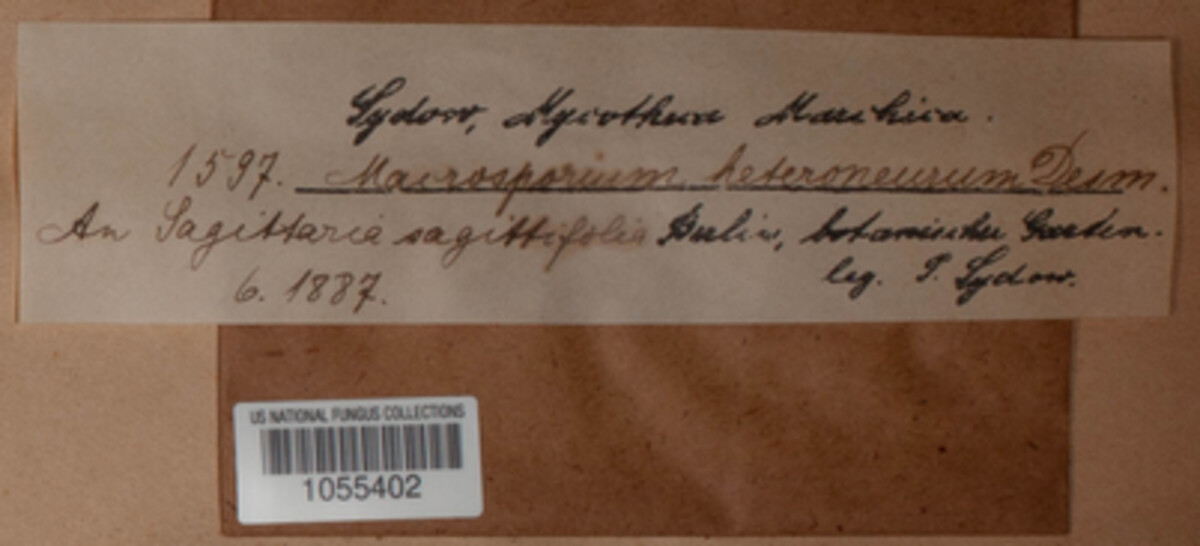 Sydow, Mycotheca Marchica.
1597. Macrosporium heteroneurum Desm.
An Sagittaria sagittifolia Berlin, botanischer Garten.
6. 1887. leg. P. Sydow.
US NATIONAL FUNGUS COLLECTIONS
1055402